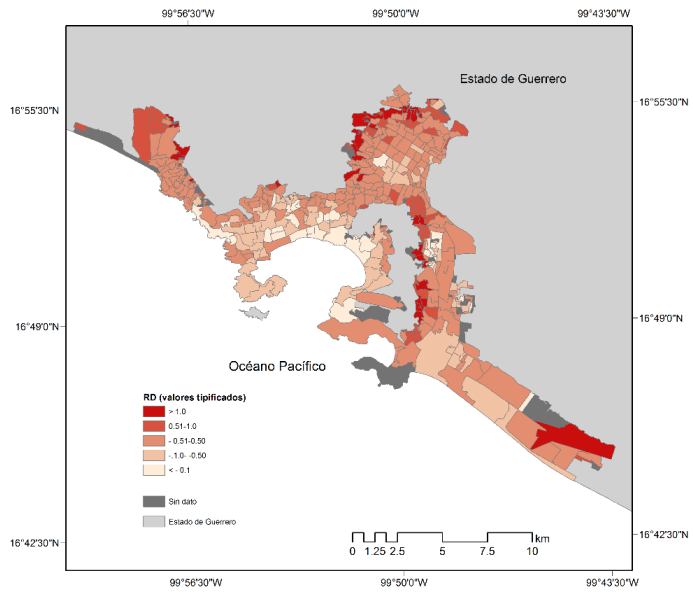 99°56'30"W 99°50'0"W 99°43'30"W
Estado de Guerrero
16°55'30"N 16°55'30"N
16°49'0"N 16°49'0"N
Océano Pacífico
RD (valores tipificados)
> 1.0
0.51-1.0
- 0.51-0.50
-.1.0- -0.50
< - 0.1
Sin dato
Estado de Guerrero
16°42'30"N 16°42'30"N
km
0 1.25 2.5 5 7.5 10
99°56'30"W 99°50'0"W 99°43'30"W